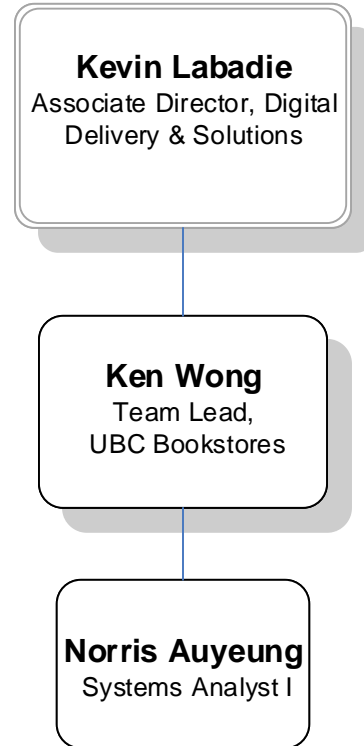 Kevin Labadie
Associate Director, Digital
Delivery & Solutions
Ken Wong
Team Lead,
UBC Bookstores
Norris Auyeung
Systems Analyst I